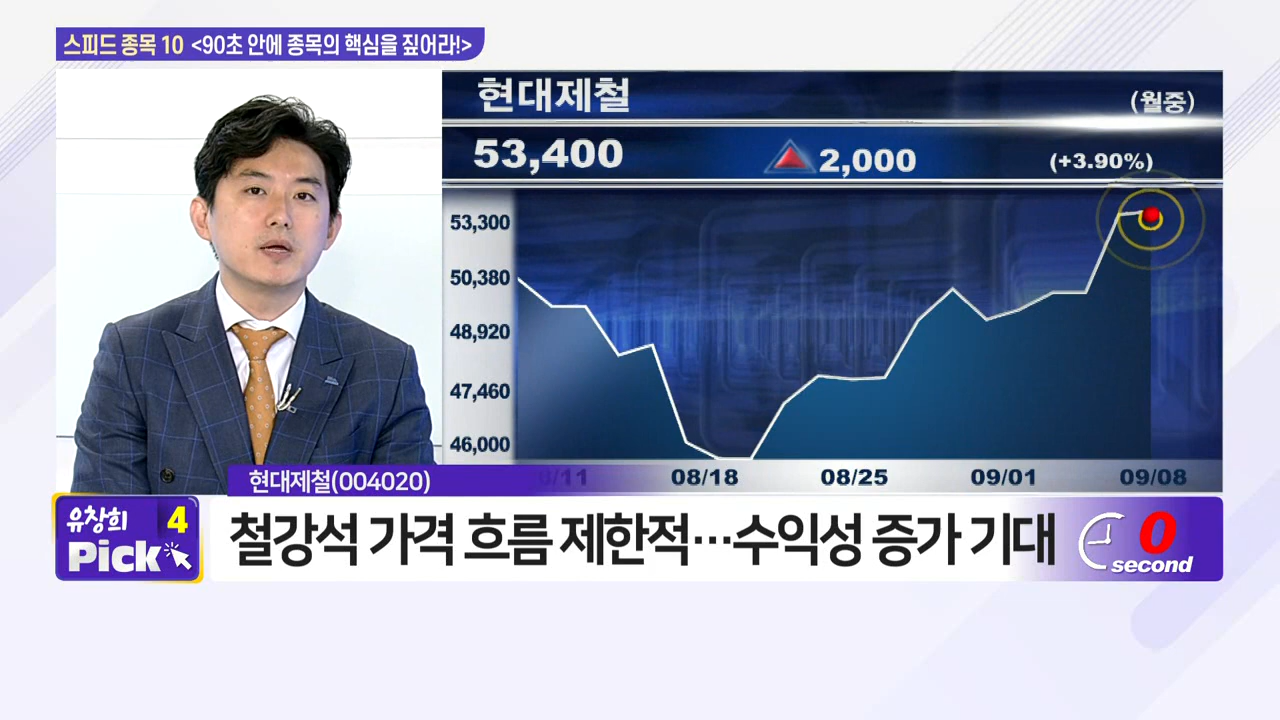 스피드 종목 10 <90초 안에 종목의 핵심을 짚어라!>
현대제철
(월중)
53,400
2,000
(+3.90%)
53,300
50,380
48,920
47,460
46,000
08/18
08/25
09/01
09/08
현대제철(004020)
유창희 4
Pick
철강석 가격 흐름 제한적…수익성 증가 기대
0
second